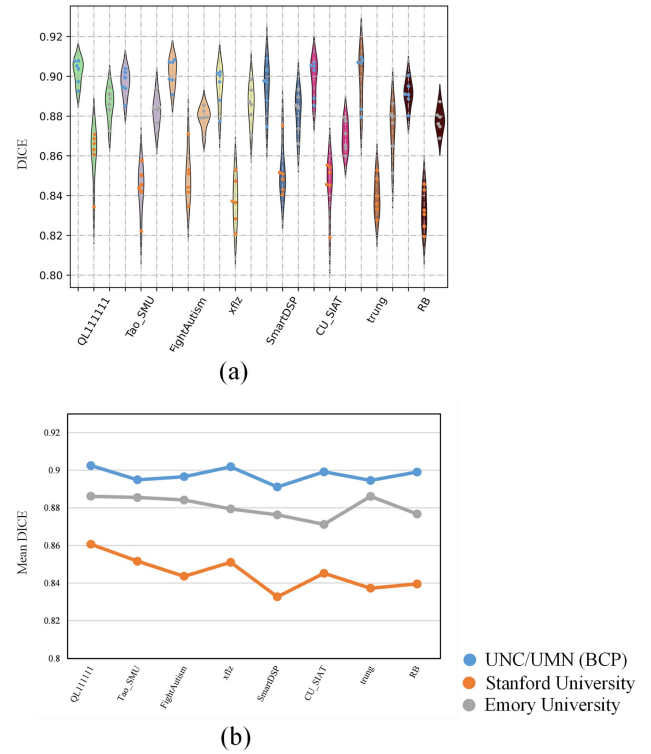 0.92
0.90
0.88
0.86
0.84
0.82
0.80
DICE
QL111111
Tao_SMU
FightAutism
xflz
SmartDSP
CU_SIAT
trung
RB
(a)
0.92
0.9
0.88
0.86
0.84
0.82
0.8
Mean DICE
QL111111
Tao_SMU
FightAutism
xflz
SmartDSP
CU_SIAT
trung
RB
UNC/UMN (BCP)
Stanford University
Emory University
(b)